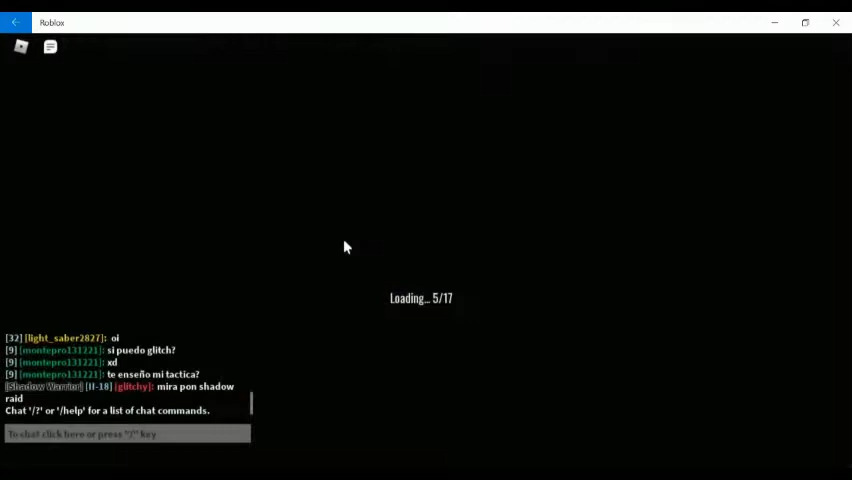 Roblox
Loading... 5/17
[32] [light_saber2827]: oi
[9] [montepro131221]: si puedo glitch?
[9] [montepro131221]: xd
[9] [montepro131221]: te enseño mi tactica?
[Shadow Warrior] [II-18] [glitchy]: mira pon shadow
raid
Chat '/?' or '/help' for a list of chat commands.
To chat click here or press "/" key